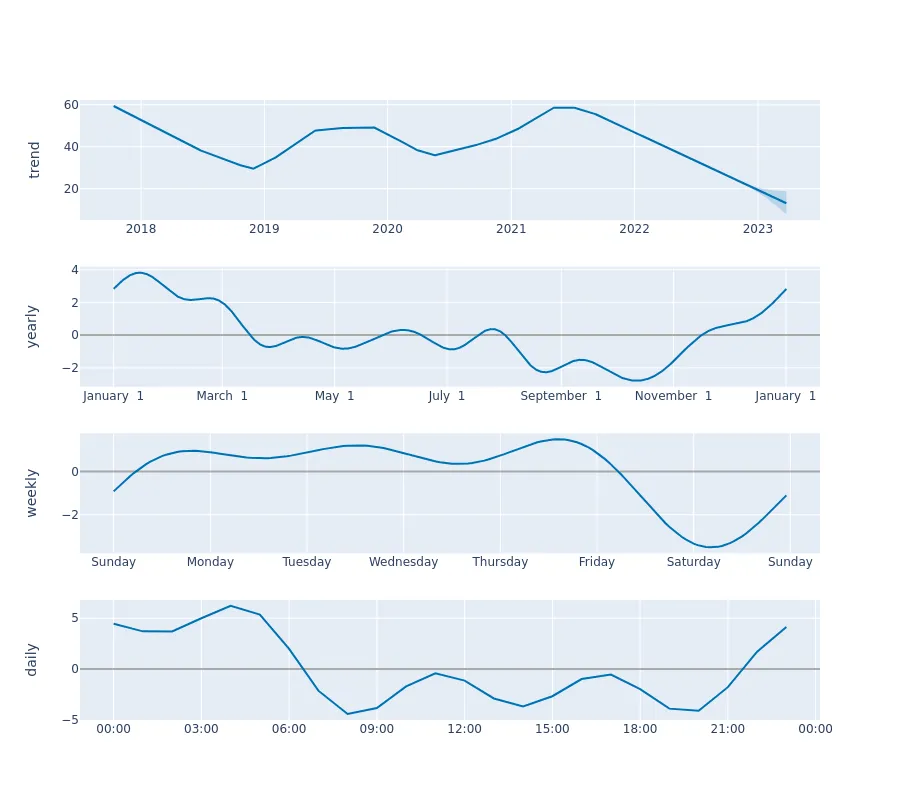 60
40
20
trend
2018 2019 2020 2021 2022 2023
4
2
0
−2
yearly
January 1 March 1 May 1 July 1 September 1 November 1 January 1
0
−2
weekly
Sunday Monday Tuesday Wednesday Thursday Friday Saturday Sunday
5
0
−5
daily
00:00 03:00 06:00 09:00 12:00 15:00 18:00 21:00 00:00